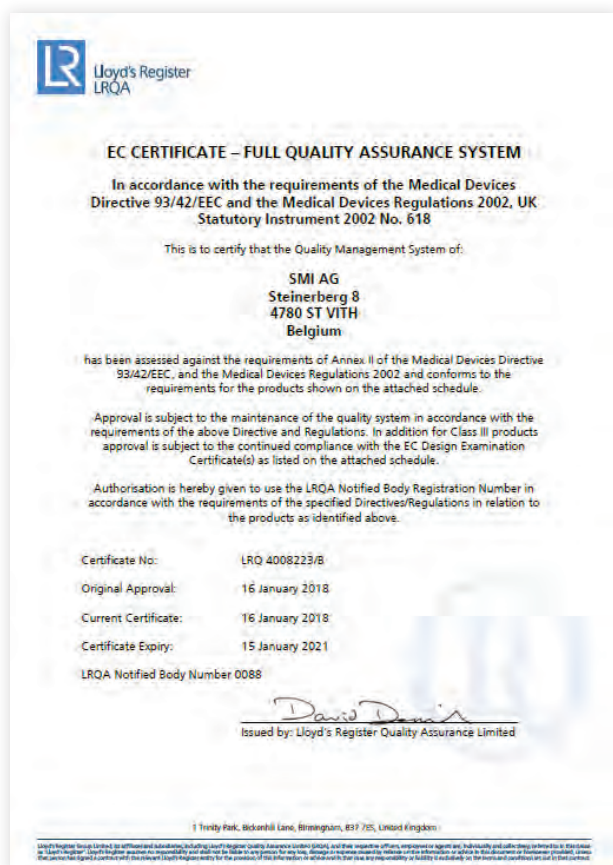 LR
Lloyd's Register
LRQA
EC CERTIFICATE – FULL QUALITY ASSURANCE SYSTEM
In accordance with the requirements of the Medical Devices
Directive 93/42/EEC and the Medical Devices Regulations 2002, UK
Statutory Instrument 2002 No. 618
This is to certify that the Quality Management System of:
SMI AG
Steinerberg 8
4780 ST VITH
Belgium
has been assessed against the requirements of Annex II of the Medical Devices Directive
93/42/EEC, and the Medical Devices Regulations 2002 and conforms to the
requirements for the products shown on the attached schedule.
Approval is subject to the maintenance of the quality system in accordance with the
requirements of the above Directive and Regulations. In addition for Class III products
approval is subject to the continued compliance with the EC Design Examination
Certificate(s) as listed on the attached schedule.
Authorisation is hereby given to use the LRQA Notified Body Registration Number in
accordance with the requirements of the specified Directives/Regulations in relation to
the products as identified above.
Certificate No: LRQ 4008223/B
Original Approval: 16 January 2018
Current Certificate: 16 January 2018
Certificate Expiry: 15 January 2021
LRQA Notified Body Number 0088
David
Issued by: Lloyd's Register Quality Assurance Limited
1 Trinity Park, Bickenhill Lane, Birmingham, B37 7ES, United Kingdom